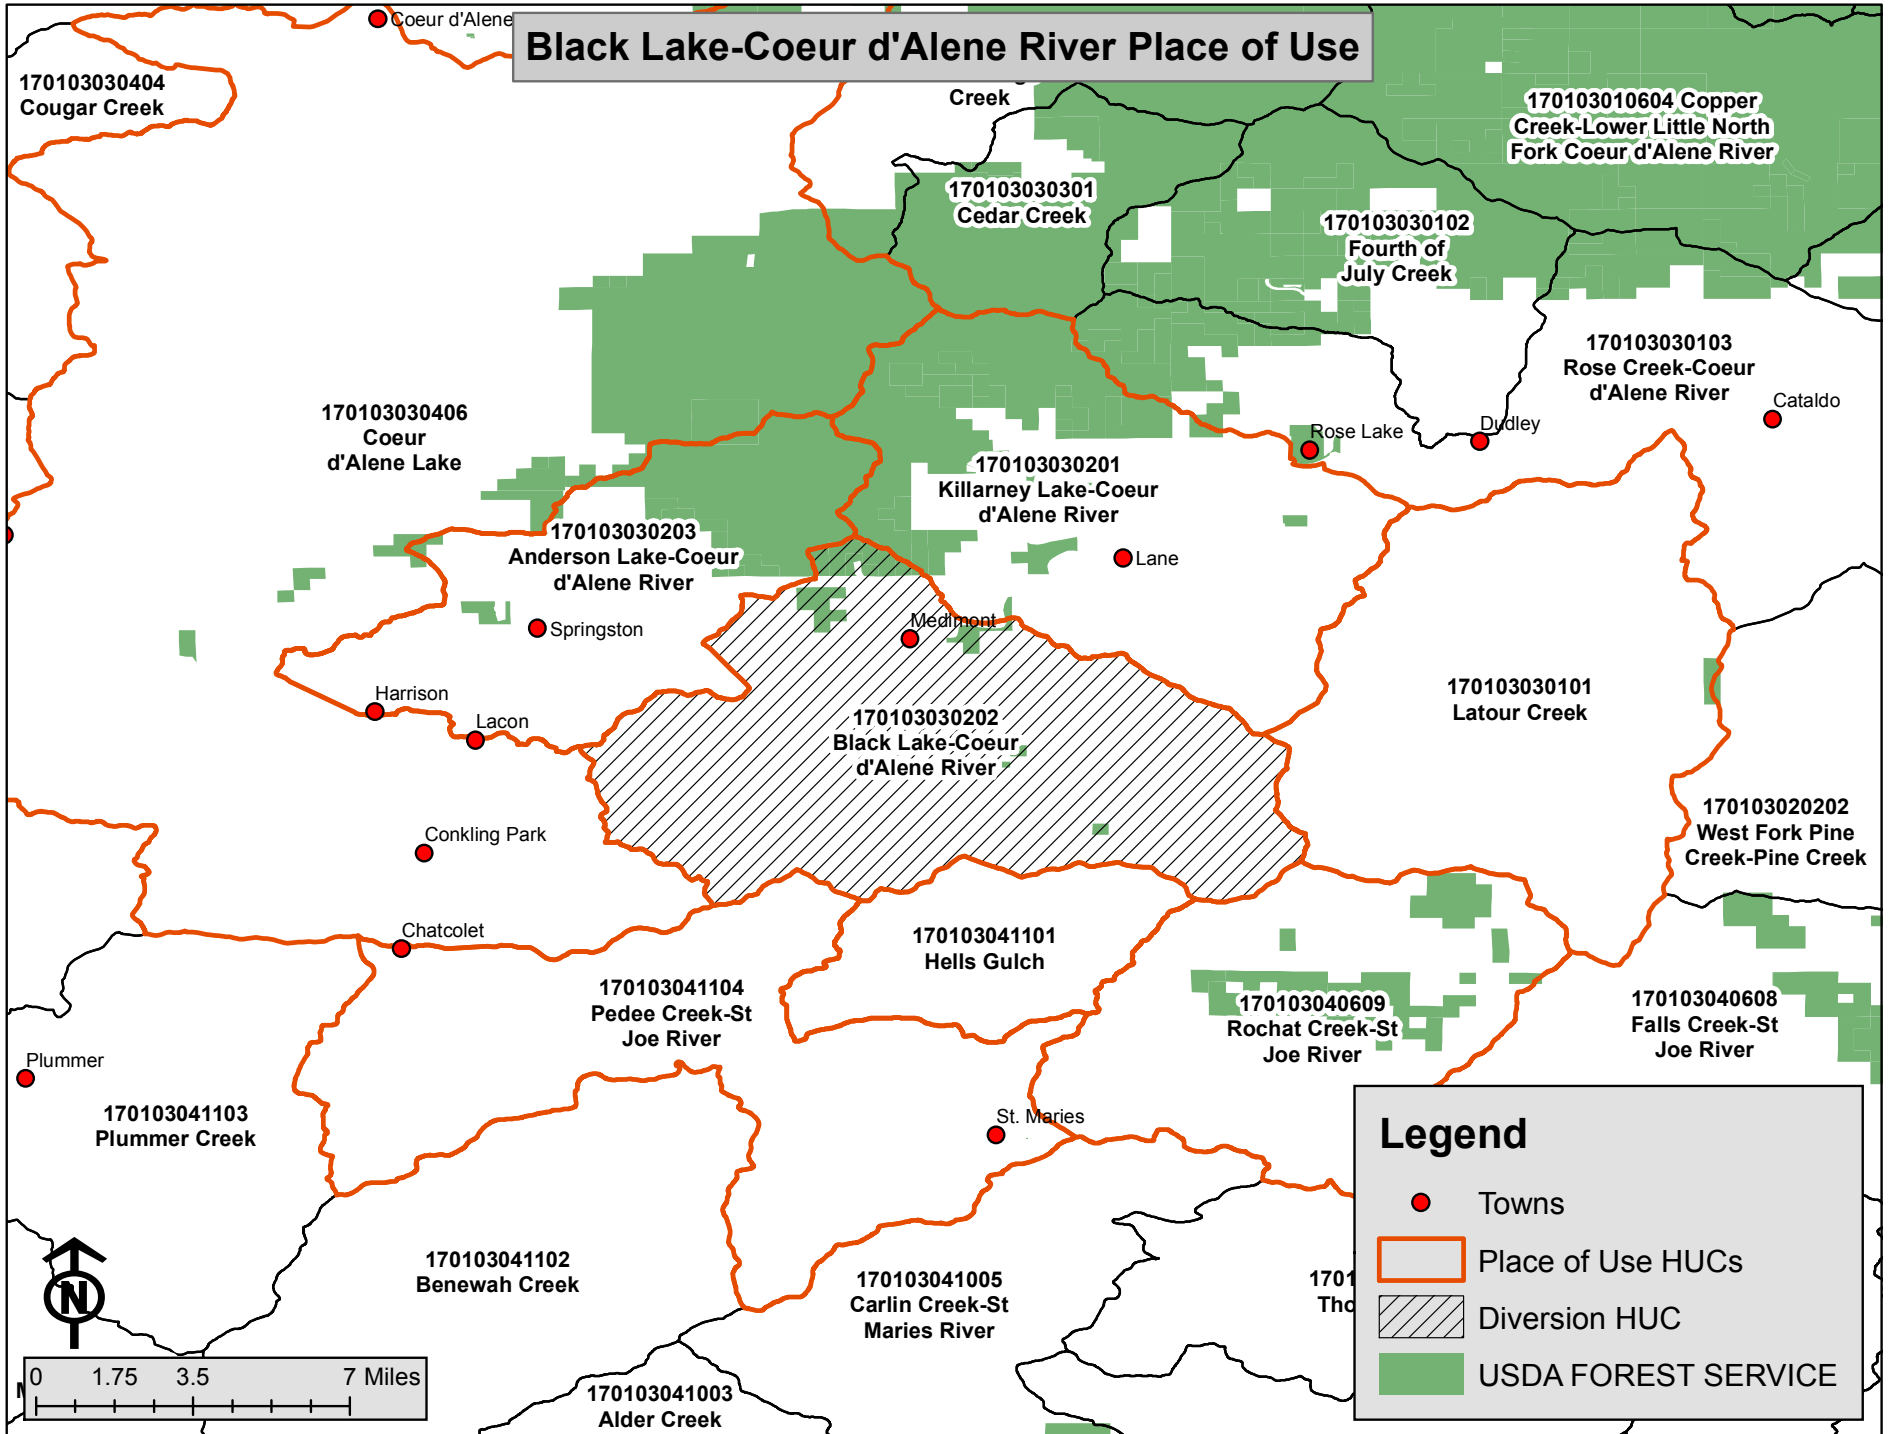 Black Lake-Coeur d'Alene River Place of Use
Coeur d'Alene
170103030404
Cougar Creek
Creek
170103010604 Copper
Creek-Lower Little North
Fork Coeur d'Alene River
170103030301
Cedar Creek
170103030102
Fourth of
July Creek
170103030103
Rose Creek-Coeur
d'Alene River
Cataldo
170103030406
Coeur
d'Alene Lake
Rose Lake
Dudley
170103030201
Killarney Lake-Coeur
d'Alene River
170103030203
Anderson Lake-Coeur
d'Alene River
Lane
Springston
Medimont
Harrison
Lacon
170103030202
Black Lake-Coeur
d'Alene River
170103030101
Latour Creek
170103020202
West Fork Pine
Creek-Pine Creek
Conkling Park
Chatcolet
170103041101
Hells Gulch
170103041104
Pedee Creek-St
Joe River
170103040609
Rochat Creek-St
Joe River
170103040608
Falls Creek-St
Joe River
Plummer
170103041103
Plummer Creek
St. Maries
170103041102
Benewah Creek
170103041005
Carlin Creek-St
Maries River
1701
Tho
170103041003
Alder Creek
N
0 1.75 3.5 7 Miles
Legend
Towns
Place of Use HUCs
Diversion HUC
USDA FOREST SERVICE